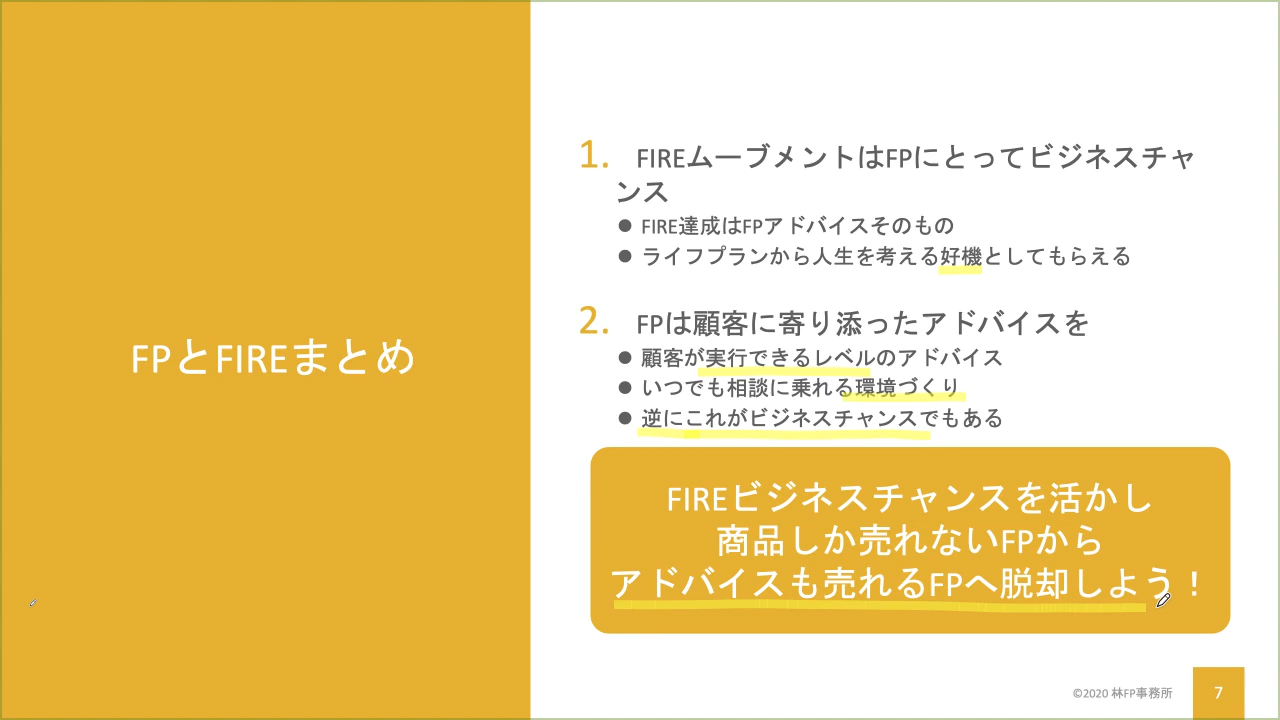 FPとFIREまとめ
1. FIREムーブメントはFPにとってビジネスチャ
ンス
● FIRE達成はFPアドバイスそのもの
● ライフプランから人生を考える好機としてもらえる
2. FPは顧客に寄り添ったアドバイスを
● 顧客が実行できるレベルのアドバイス
● いつでも相談に乗れる環境づくり
● 逆にこれがビジネスチャンスでもある
FIREビジネスチャンスを活かし
商品しか売れないFPから
アドバイスも売れるFPへ脱却しよう！
©2020 林FP事務所
7